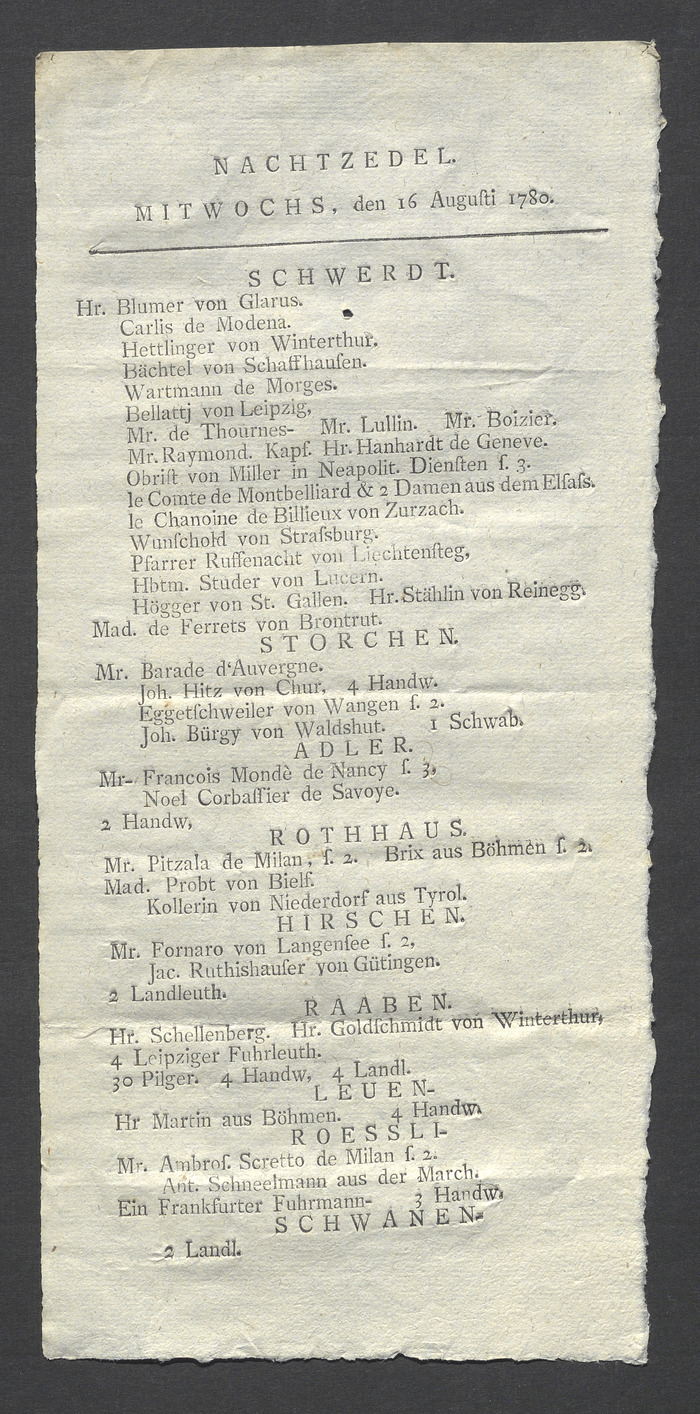 NACHTZEDEL.
MITWOCHS, den 16 Auguſti 1780.
SCHWERDT.
Hr. Blumer von Glarus.
Carlis de Modena.
Hettlinger von Winterthur.
Bächtel von Schaffhauſen.
Wartmann de Morges.
Bellattj von Leipzig,
Mr. de Thournes- Mr. Lullin. Mr. Boizier.
Mr. Raymond. Kapſ. Hr. Hanhardt de Geneve.
Obriſt von Miller in Neapolit. Dienſten ſ. 3.
le Comte de Montbelliard & 2 Damen aus dem Elſaſs.
le Chanoine de Billieux von Zurzach.
Wunſchold von Straſsburg.
Pfarrer Ruſſenacht von Liechtenſteg,
Hbtm. Studer von Lucern.
Högger von St. Gallen. Hr. Stählin von Reinegg.
Mad. de Ferrets von Brontrut.
STORCHEN.
Mr. Barade d'Auvergne.
Joh. Hitz von Chur, 4 Handw.
Eggetſchweiler von Wangen ſ. 2.
Joh. Bürgy von Waldshut. 1 Schwab.
ADLER.
Mr- Francois Mondè de Nancy ſ. 3,
Noel Corbaſſier de Savoye.
2 Handw,
ROTHHAUS.
Mr. Pitzala de Milan, ſ. 2. Brix aus Böhmen ſ. 2.
Mad. Probt von Bielſ.
Kollerin von Niederdorf aus Tyrol.
HIRSCHEN.
Mr. Fornaro von Langenſee ſ. 2,
Jac. Ruthishauſer von Gütingen.
2 Landleuth.
RAABEN.
Hr. Schellenberg. Hr. Goldſchmidt von Winterthur,
4 Leipziger Fuhrleuth.
30 Pilger. 4 Handw, 4 Landl.
LEUEN-
Hr Martin aus Böhmen. 4 Handw.
ROESSLI-
Mr. Ambroſ. Scretto de Milan ſ. 2.
Ant. Schneelmann aus der March.
Ein Frankfurter Fuhrmann- 3 Handw.
SCHWANEN-
2 Landl.